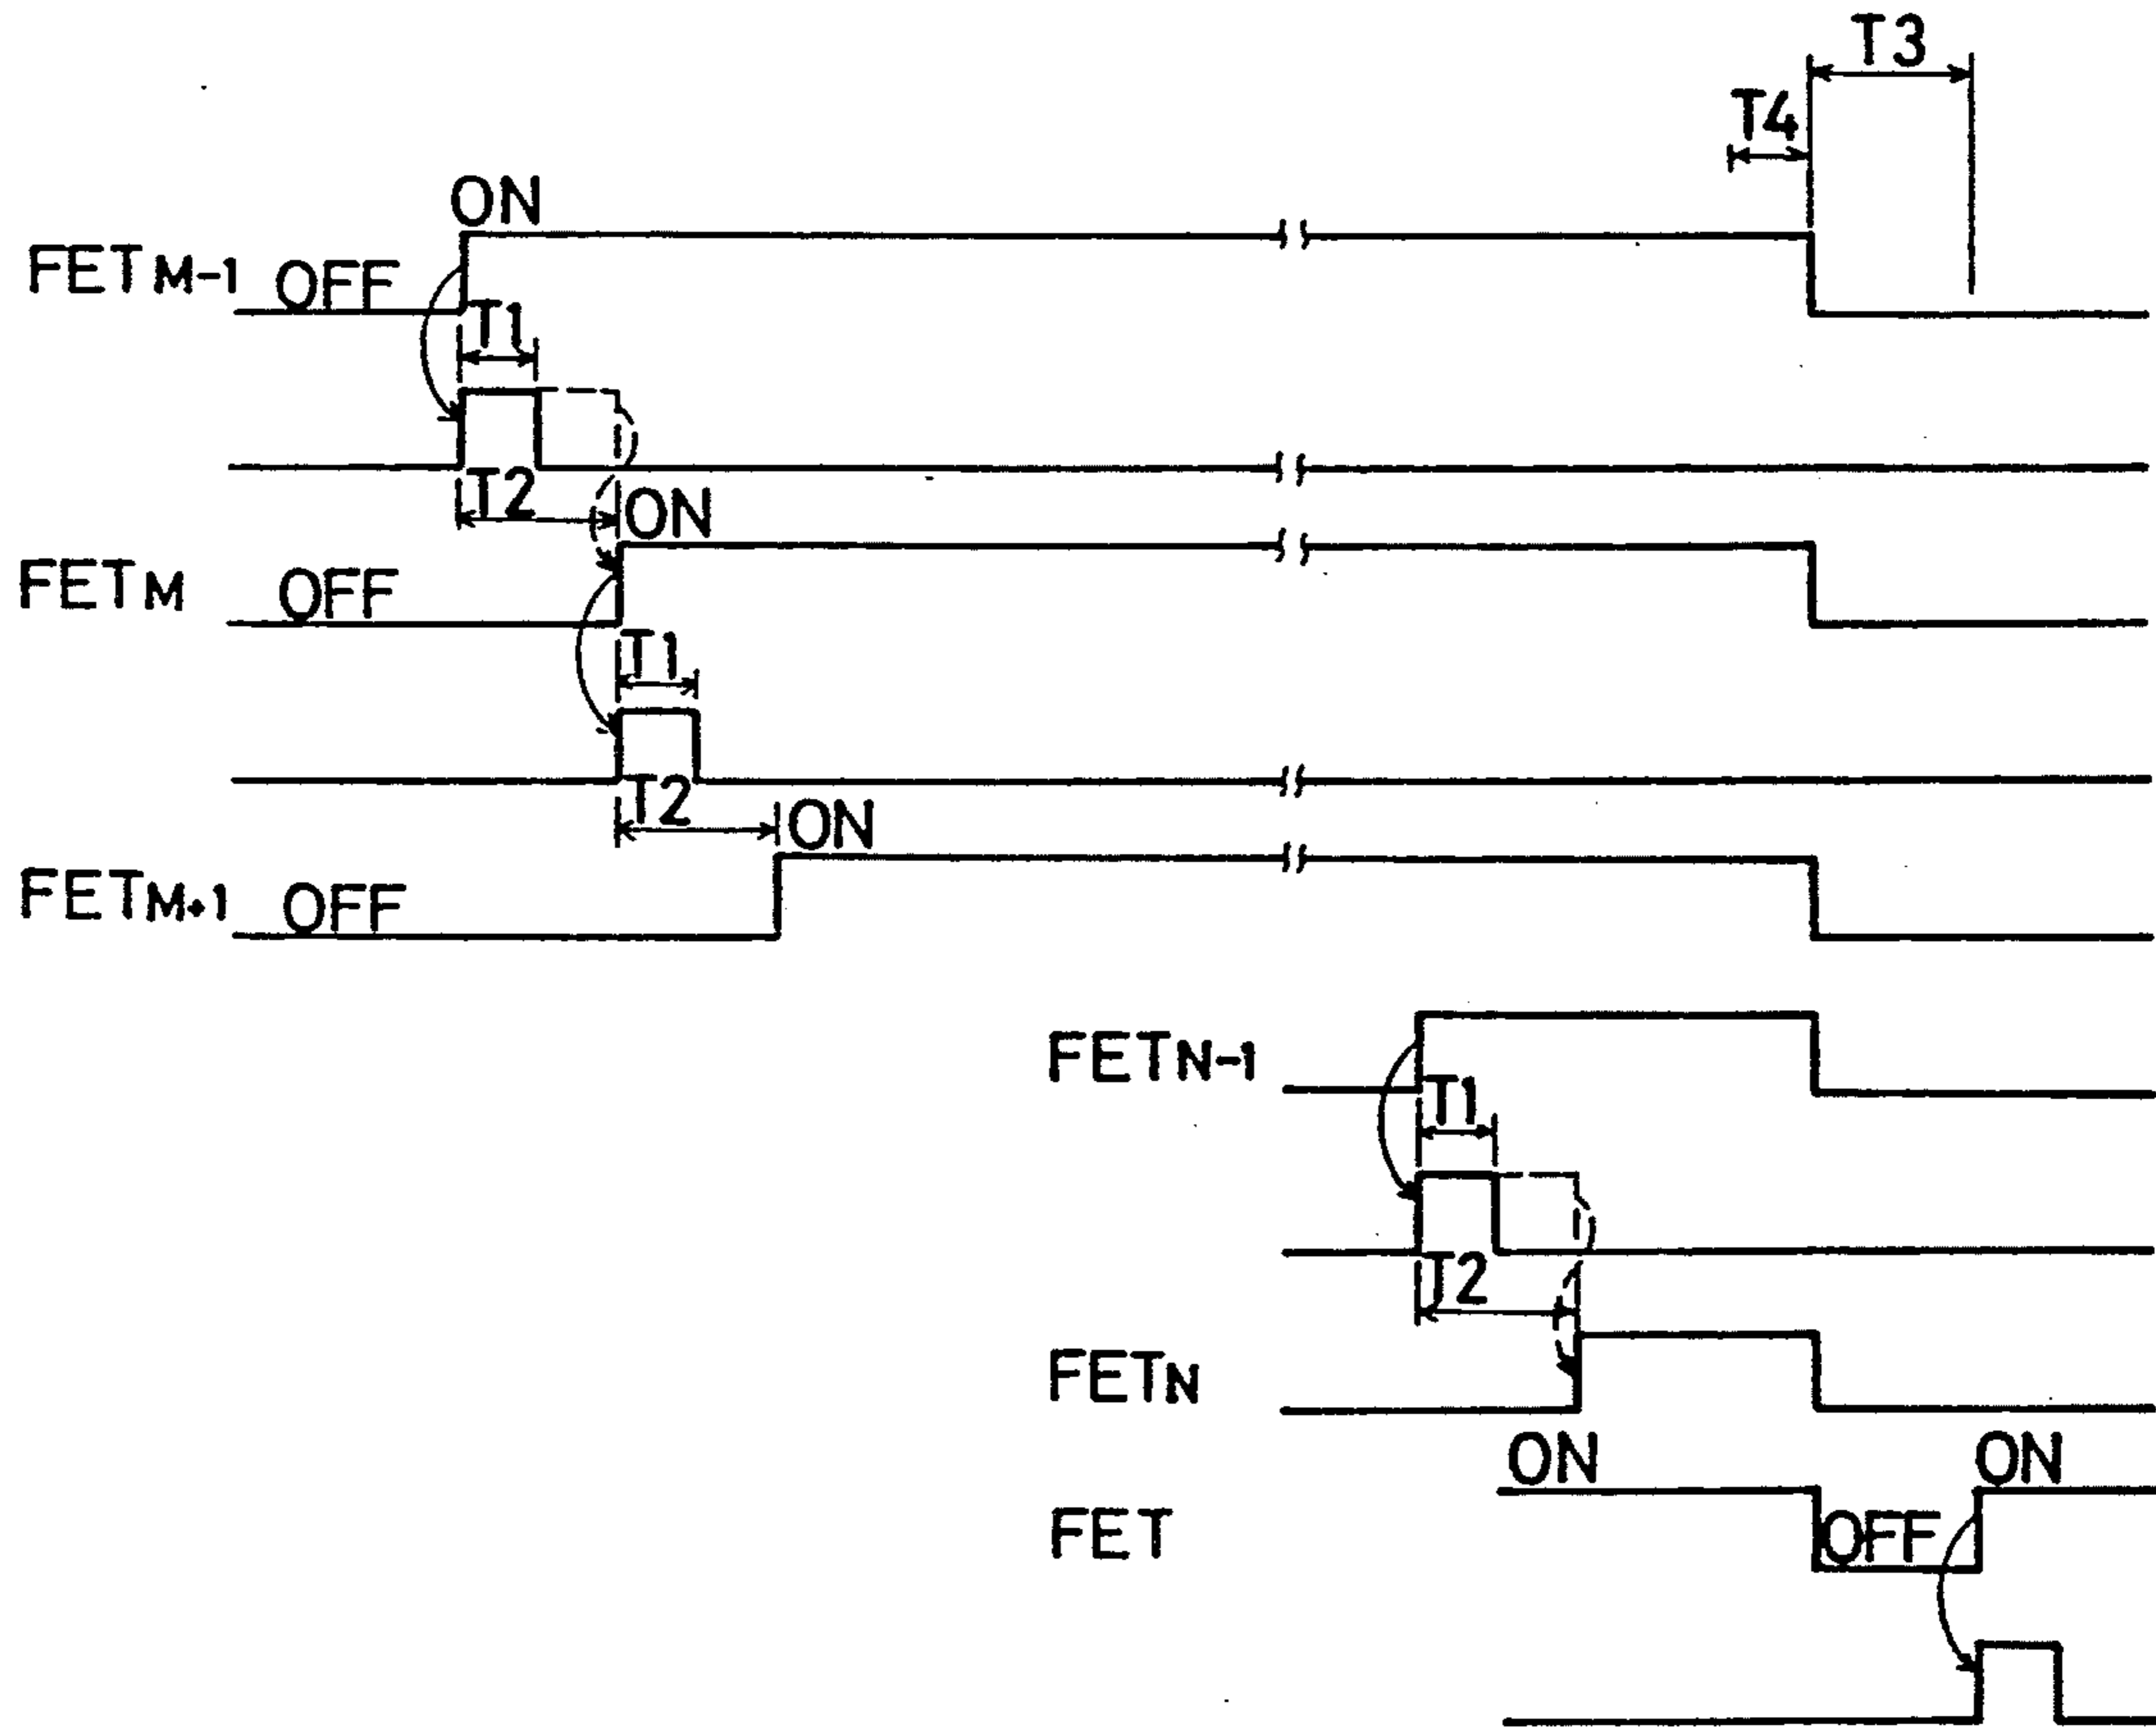 T3
T4
ON
FETM-1 OFF
T1
T2
ON
FETM OFF
T1
T2
ON
FETM+1 OFF
FETN-1
T1
T2
FETN
ON ON
FET OFF